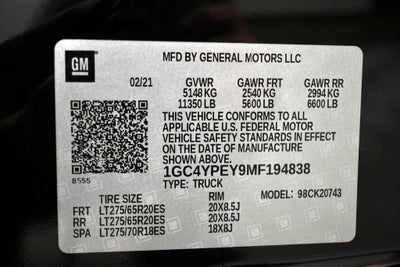 GM
MFD BY GENERAL MOTORS LLC
02/21 GVWR GAWR FRT GAWR RR
5148 KG 2540 KG 2994 KG
11350 LB 5600 LB 6600 LB
THIS VEHICLE CONFORMS TO ALL
APPLICABLE U.S. FEDERAL MOTOR
VEHICLE SAFETY STANDARDS IN EFFECT
ON THE DATE OF MANUFACTURE
SHOWN ABOVE.
8555 1GC4YPEY9MF194838
TYPE: TRUCK
MODEL: 98CK20743
TIRE SIZE RIM
FRT LT275/65R20ES 20X8.5J
RR LT275/65R20ES 20X8.5J
SPA LT275/70R18ES 18X8J